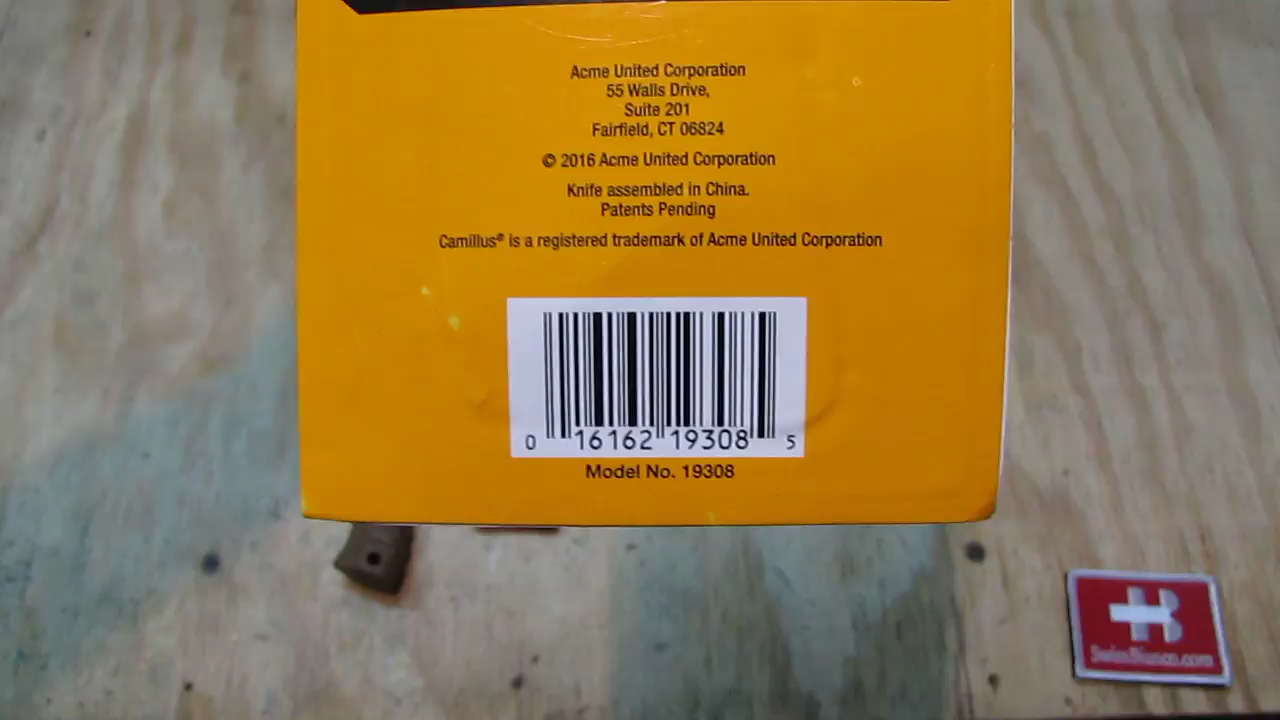 Acme United Corporation
55 Walls Drive,
Suite 201
Fairfield, CT 06824
© 2016 Acme United Corporation
Knife assembled in China.
Patents Pending
Camillus® is a registered trademark of Acme United Corporation
0 16162 19308 5
Model No. 19308